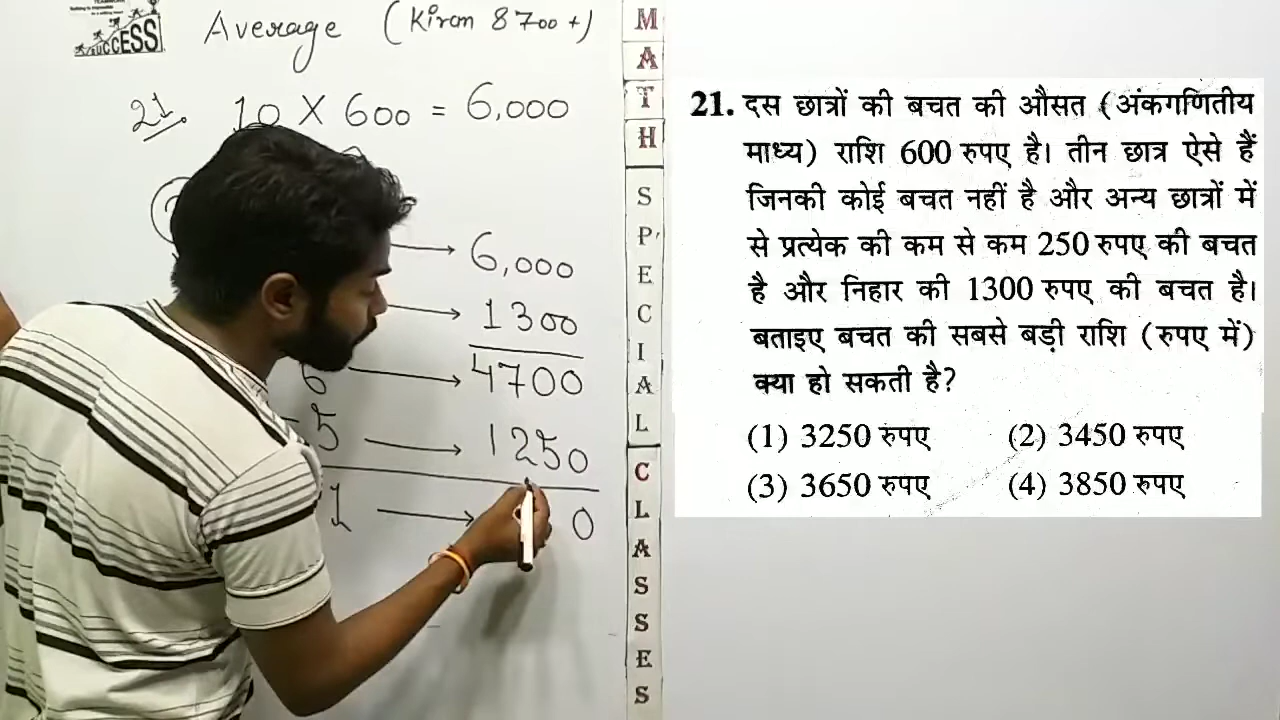 SUCCESS
Average (Kiran 8700+)
21. 10 X 600 = 6,000
6,000
1300
6 4700
5 1250
1 0
MATH
SPECIAL
CLASSES
21. दस छात्रों की बचत की औसत (अंकगणितीय
माध्य) राशि 600 रुपए है। तीन छात्र ऐसे हैं
जिनकी कोई बचत नहीं है और अन्य छात्रों में
से प्रत्येक की कम से कम 250 रुपए की बचत
है और निहार की 1300 रुपए की बचत है।
बताइए बचत की सबसे बड़ी राशि (रुपए में)
क्या हो सकती है?
(1) 3250 रुपए (2) 3450 रुपए
(3) 3650 रुपए (4) 3850 रुपए